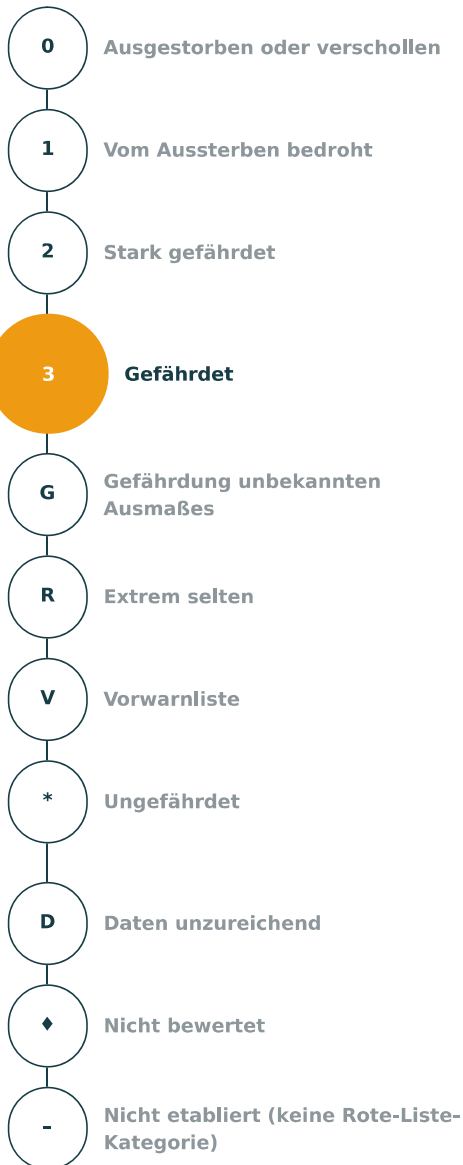 0 Ausgestorben oder verschollen
1 Vom Aussterben bedroht
2 Stark gefährdet
3 Gefährdet
G Gefährdung unbekannten
Ausmaßes
R Extrem selten
V Vorwarnliste
* Ungefährdet
D Daten unzureichend
♦ Nicht bewertet
– Nicht etabliert (keine Rote-Liste-
Kategorie)